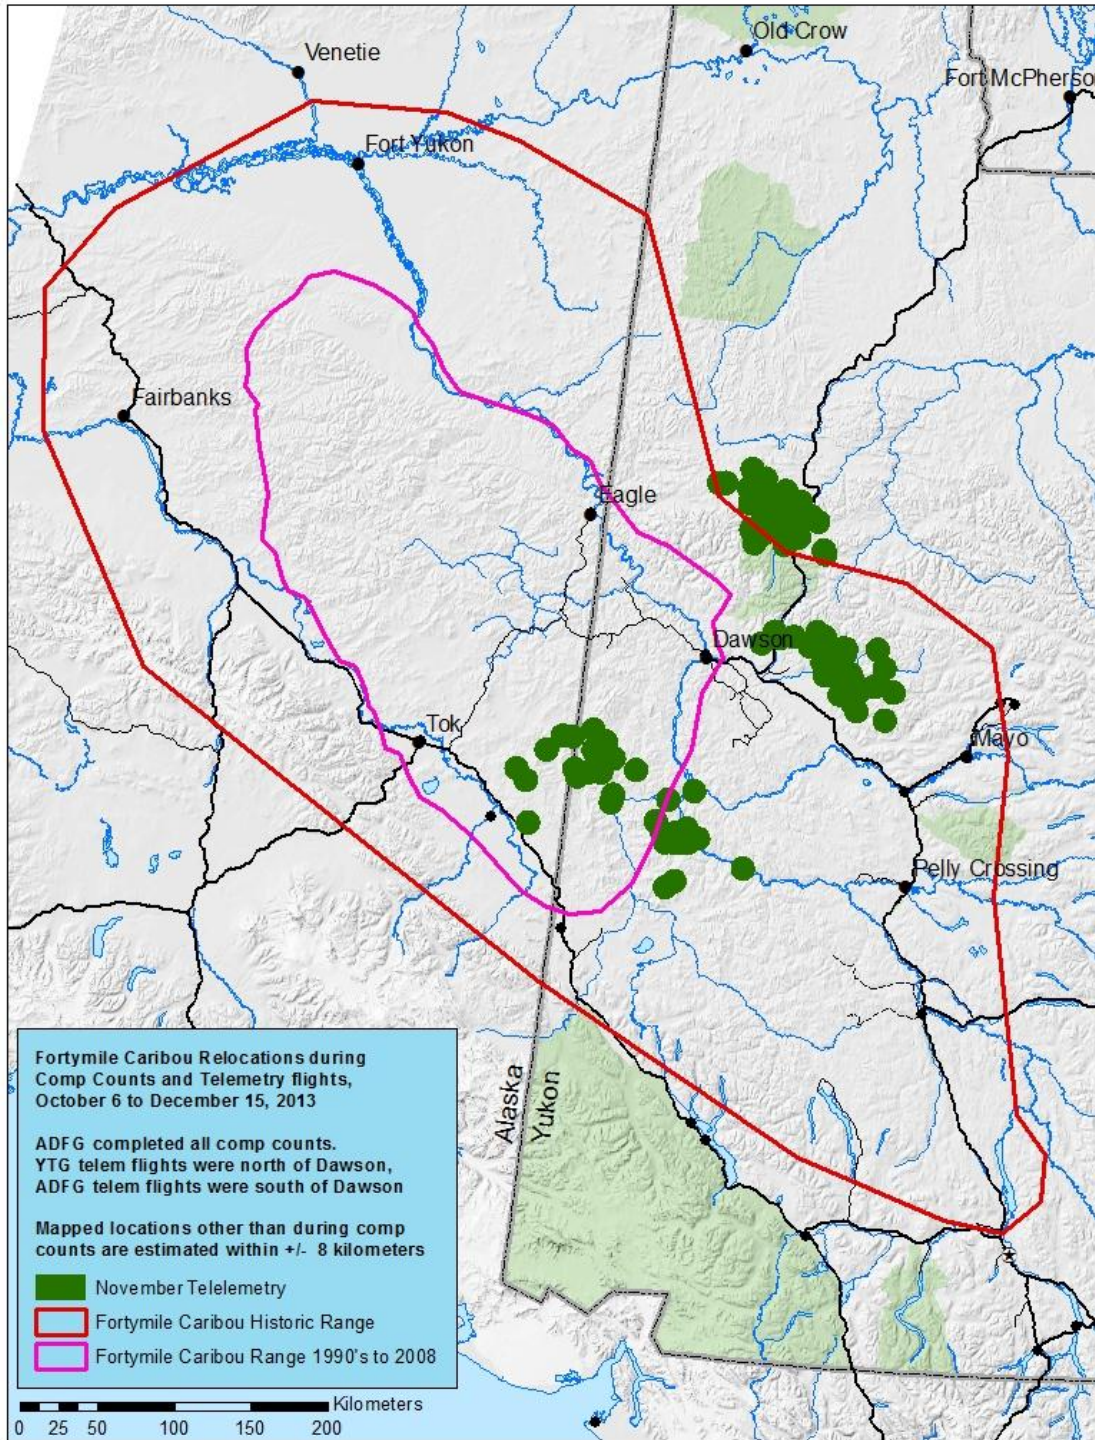 Old Crow
Venetie
Fort McPherso
Fort Yukon
Fairbanks
Eagle
Dawson
Tok
Mayo
Pelly Crossing
Alaska
Yukon
Fortymile Caribou Relocations during
Comp Counts and Telemetry flights,
October 6 to December 15, 2013
ADFG completed all comp counts.
YTG telem flights were north of Dawson,
ADFG telem flights were south of Dawson
Mapped locations other than during comp
counts are estimated within +/- 8 kilometers
November Telelemetry
Fortymile Caribou Historic Range
Fortymile Caribou Range 1990's to 2008
Kilometers
0 25 50 100 150 200